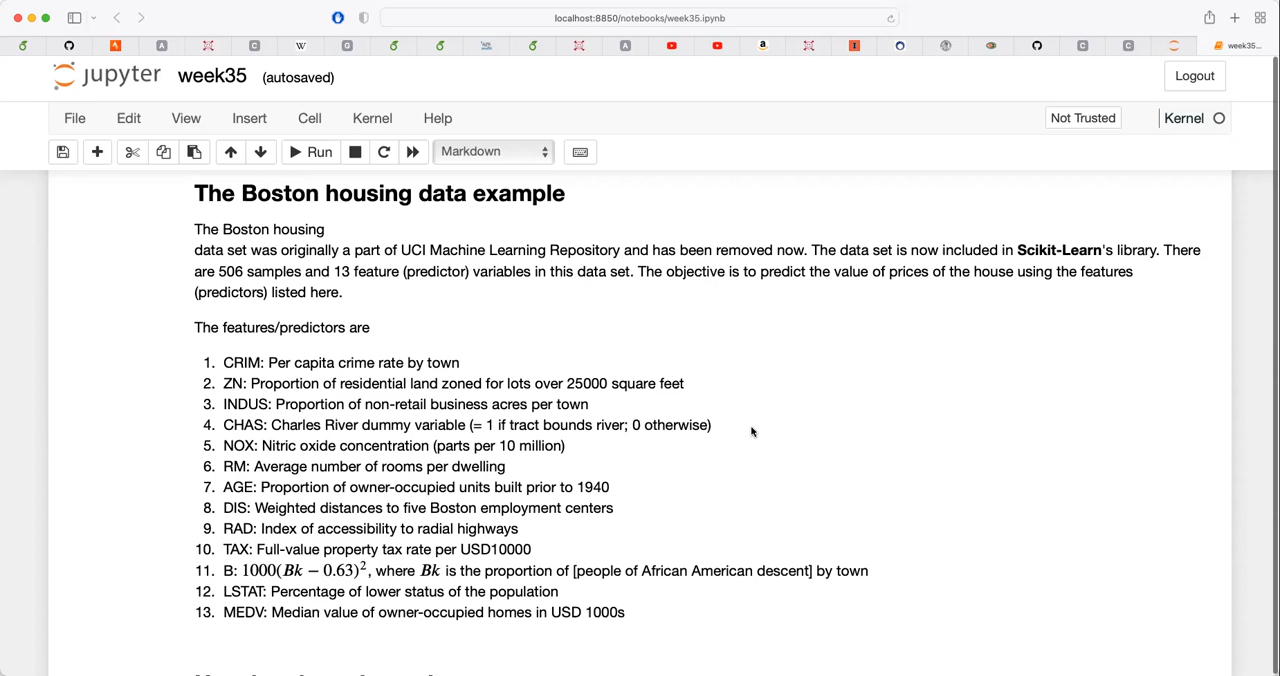 localhost:8850/notebooks/week35.ipynb
week35...
jupyter week35 (autosaved)
Logout
File Edit View Insert Cell Kernel Help
Not Trusted
Kernel
Run
Markdown
The Boston housing data example
The Boston housing
data set was originally a part of UCI Machine Learning Repository and has been removed now. The data set is now included in Scikit-Learn's library. There
are 506 samples and 13 feature (predictor) variables in this data set. The objective is to predict the value of prices of the house using the features
(predictors) listed here.
The features/predictors are
1. CRIM: Per capita crime rate by town
2. ZN: Proportion of residential land zoned for lots over 25000 square feet
3. INDUS: Proportion of non-retail business acres per town
4. CHAS: Charles River dummy variable (= 1 if tract bounds river; 0 otherwise)
5. NOX: Nitric oxide concentration (parts per 10 million)
6. RM: Average number of rooms per dwelling
7. AGE: Proportion of owner-occupied units built prior to 1940
8. DIS: Weighted distances to five Boston employment centers
9. RAD: Index of accessibility to radial highways
10. TAX: Full-value property tax rate per USD10000
11. B: 1000(Bk − 0.63)², where Bk is the proportion of [people of African American descent] by town
12. LSTAT: Percentage of lower status of the population
13. MEDV: Median value of owner-occupied homes in USD 1000s